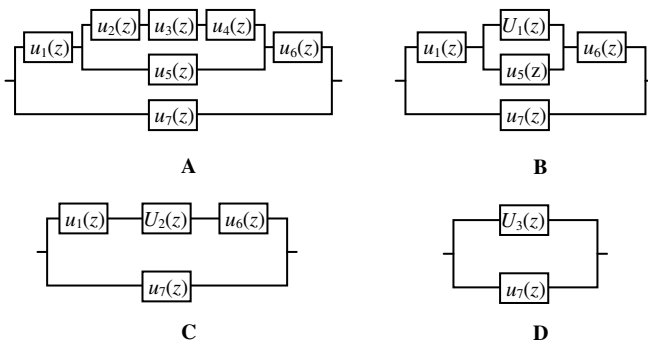 u₂(z) u₃(z) u₄(z) U₁(z)
u₁(z) u₆(z) u₁(z) u₆(z)
u₅(z) u₅(z)
u₇(z) u₇(z)
A B
u₁(z) U₂(z) u₆(z) U₃(z)
u₇(z) u₇(z)
C D